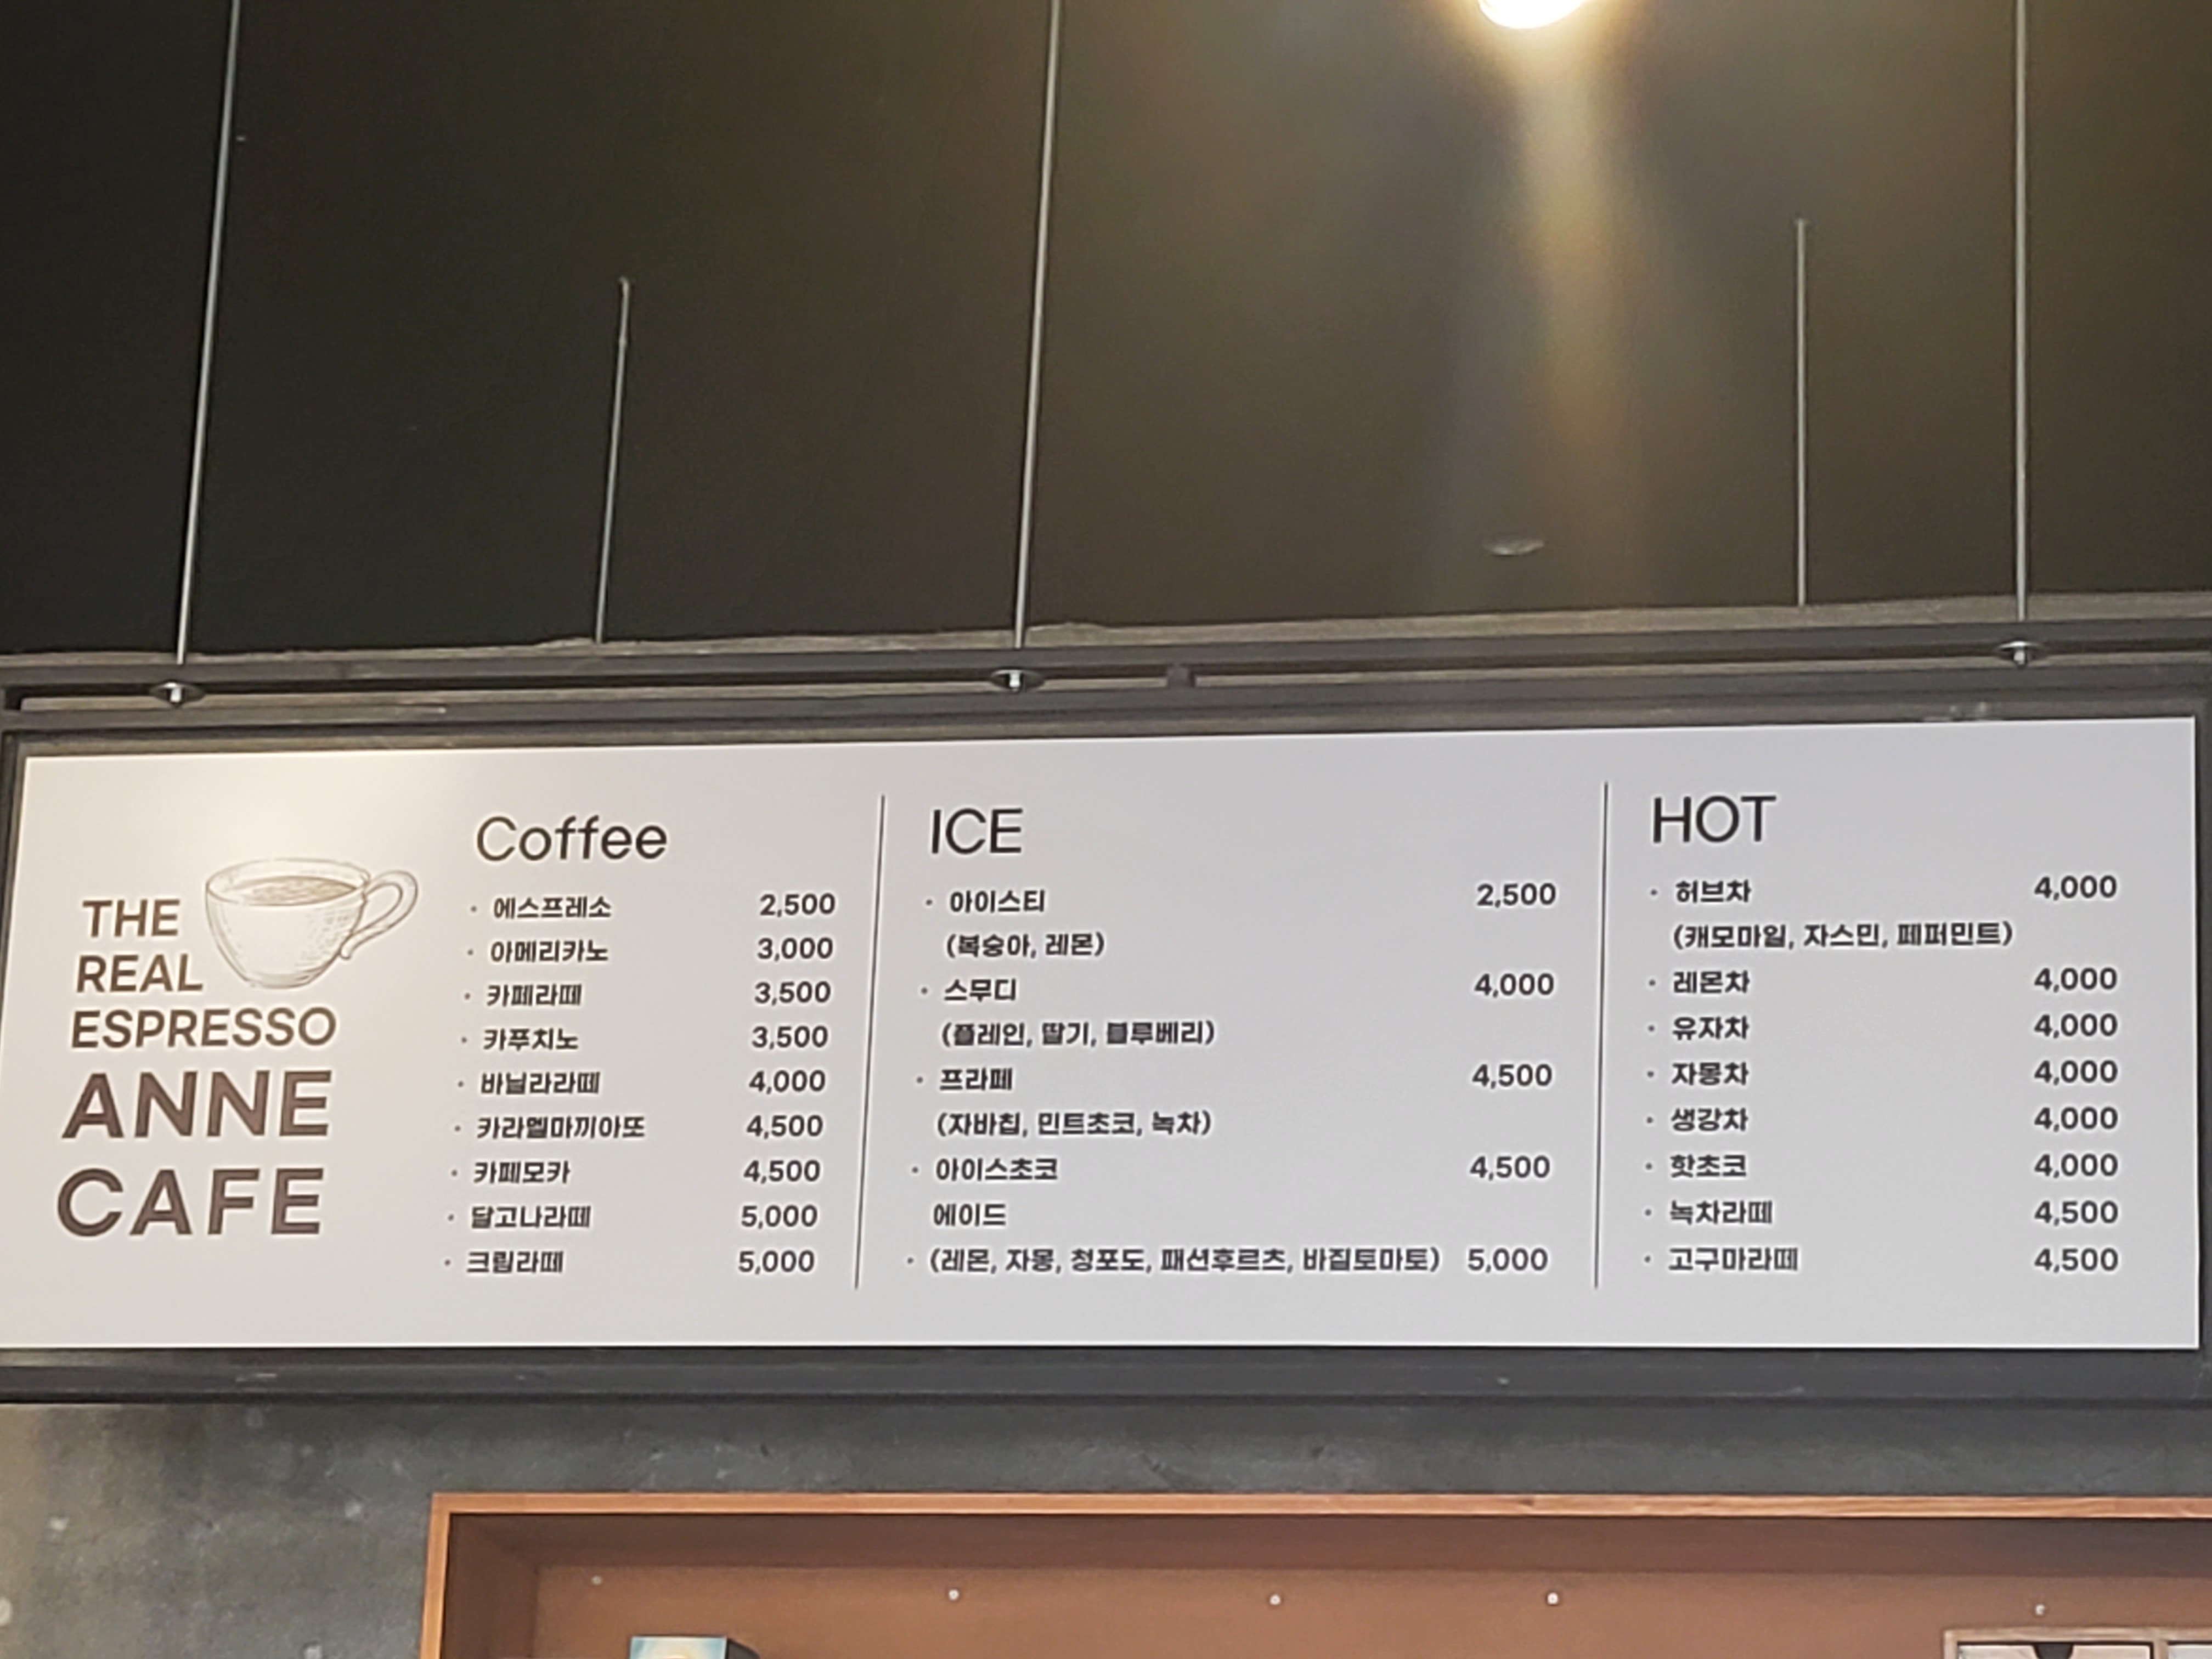 THE
REAL
ESPRESSO
ANNE
CAFE
Coffee
· 에스프레소 2,500
· 아메리카노 3,000
· 카페라떼 3,500
· 카푸치노 3,500
· 바닐라라떼 4,000
· 카라멜마끼아또 4,500
· 카페모카 4,500
· 달고나라떼 5,000
· 크림라떼 5,000
ICE
· 아이스티 2,500
(복숭아, 레몬)
· 스무디 4,000
(플레인, 딸기, 블루베리)
· 프라페 4,500
(자바칩, 민트초코, 녹차)
· 아이스초코 4,500
에이드
· (레몬, 자몽, 청포도, 패션후르츠, 바질토마토) 5,000
HOT
· 허브차 4,000
(캐모마일, 자스민, 페퍼민트)
· 레몬차 4,000
· 유자차 4,000
· 자몽차 4,000
· 생강차 4,000
· 핫초코 4,000
· 녹차라떼 4,500
· 고구마라떼 4,500